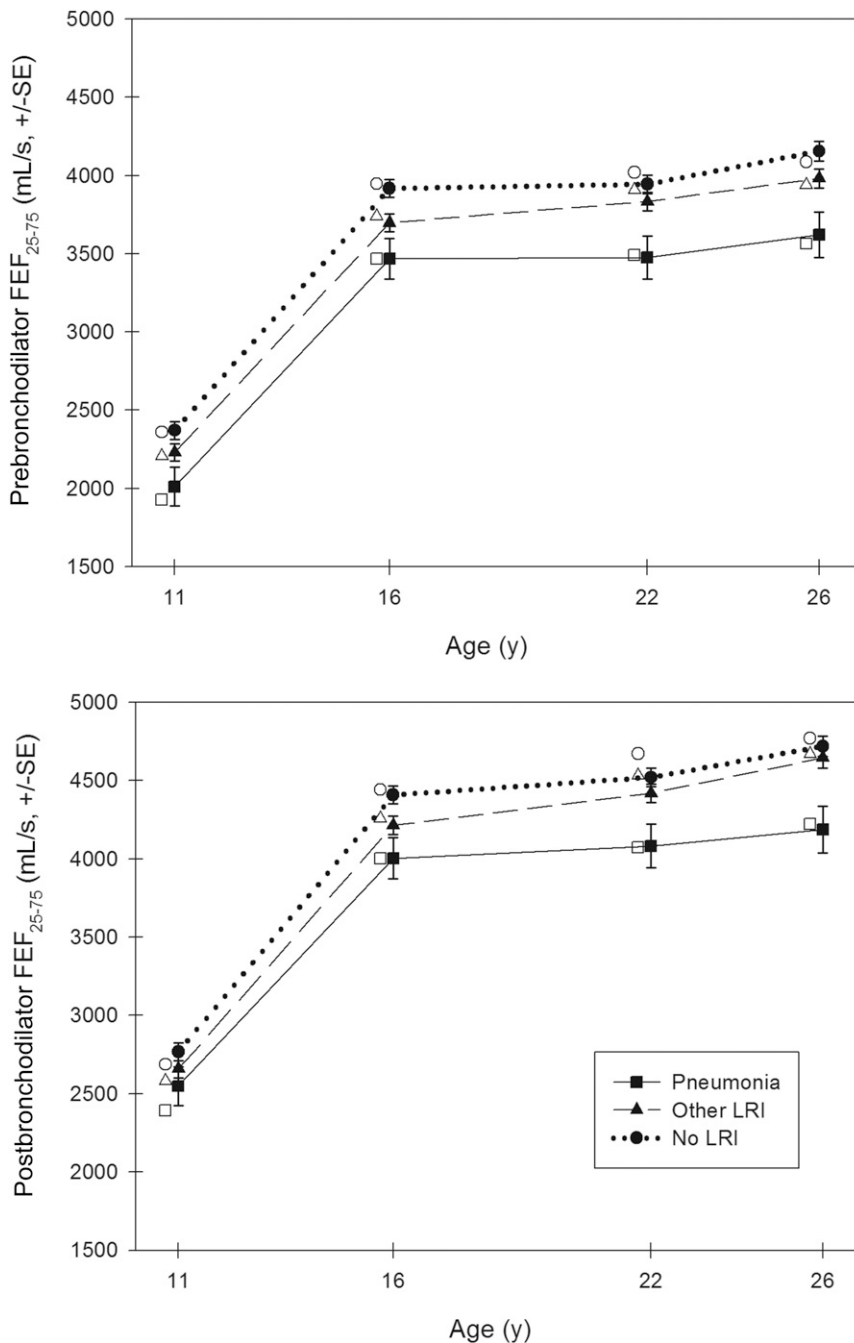 Prebronchodilator FEF25-75 (mL/s, +/-SE)
5000
4500
4000
3500
3000
2500
2000
1500
11 16 22 26
Age (y)
Postbronchodilator FEF25-75 (mL/s, +/-SE)
5000
4500
4000
3500
3000
2500
2000
1500
Pneumonia
Other LRI
No LRI
11 16 22 26
Age (y)